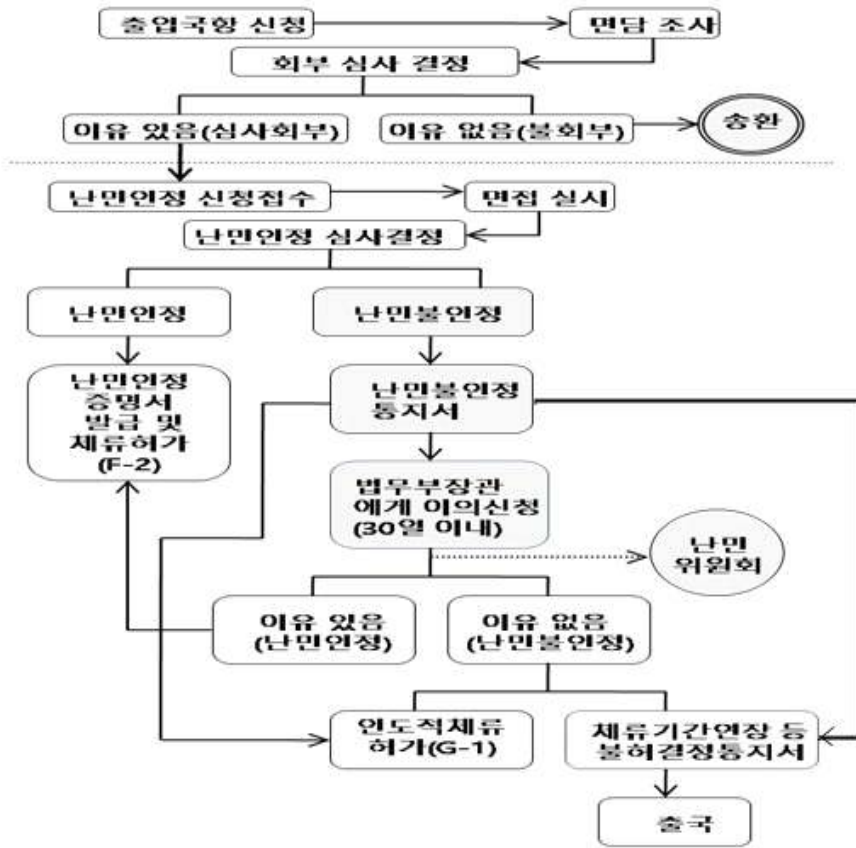 출입국항 신청
면담 조사
회부 심사 결정
이유 있음(심사회부)
이유 없음(불회부)
송환
난민인정 신청접수
면접 실시
난민인정 심사결정
난민인정
난민불인정
난민인정
증명서
발급 및
체류허가
(F-2)
난민불인정
통지서
법무부장관
에게 이의신청
(30일 이내)
난민
위원회
이유 있음
(난민인정)
이유 없음
(난민불인정)
인도적체류
허가(G-1)
체류기간연장 등
불허결정통지서
출국